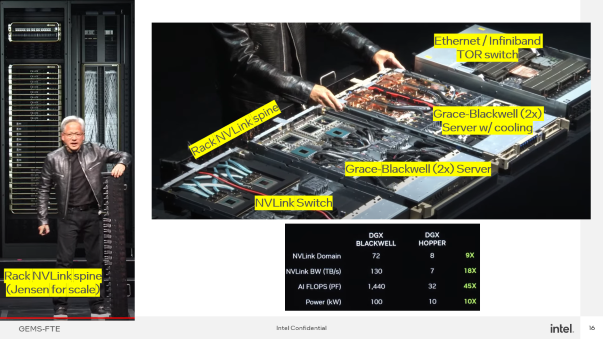 Ethernet / Infiniband
TOR switch
Grace-Blackwell (2x)
Server w/ cooling
Rack NVLink spine
Grace-Blackwell (2x) Server
NVLink Switch
Rack NVLink spine
(Jensen for scale)
DGX BLACKWELL DGX HOPPER
NVLink Domain 72 8 9X
NVLink BW (TB/s) 130 7 18X
AI FLOPS (PF) 1,440 32 45X
Power (kW) 100 10 10X
GEMS-FTE
Intel Confidential
intel.
16